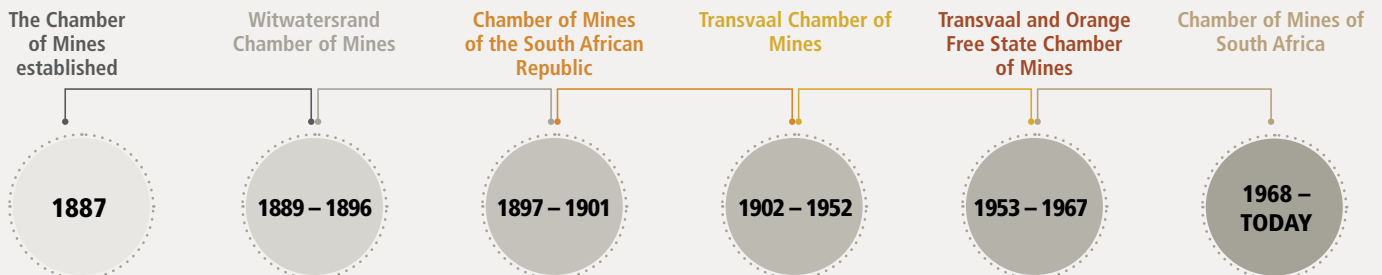 The Chamber
of Mines
established
Witwatersrand
Chamber of Mines
Chamber of Mines
of the South African
Republic
Transvaal Chamber of
Mines
Transvaal and Orange
Free State Chamber
of Mines
Chamber of Mines of
South Africa
1887
1889 – 1896
1897 – 1901
1902 – 1952
1953 – 1967
1968 –
TODAY